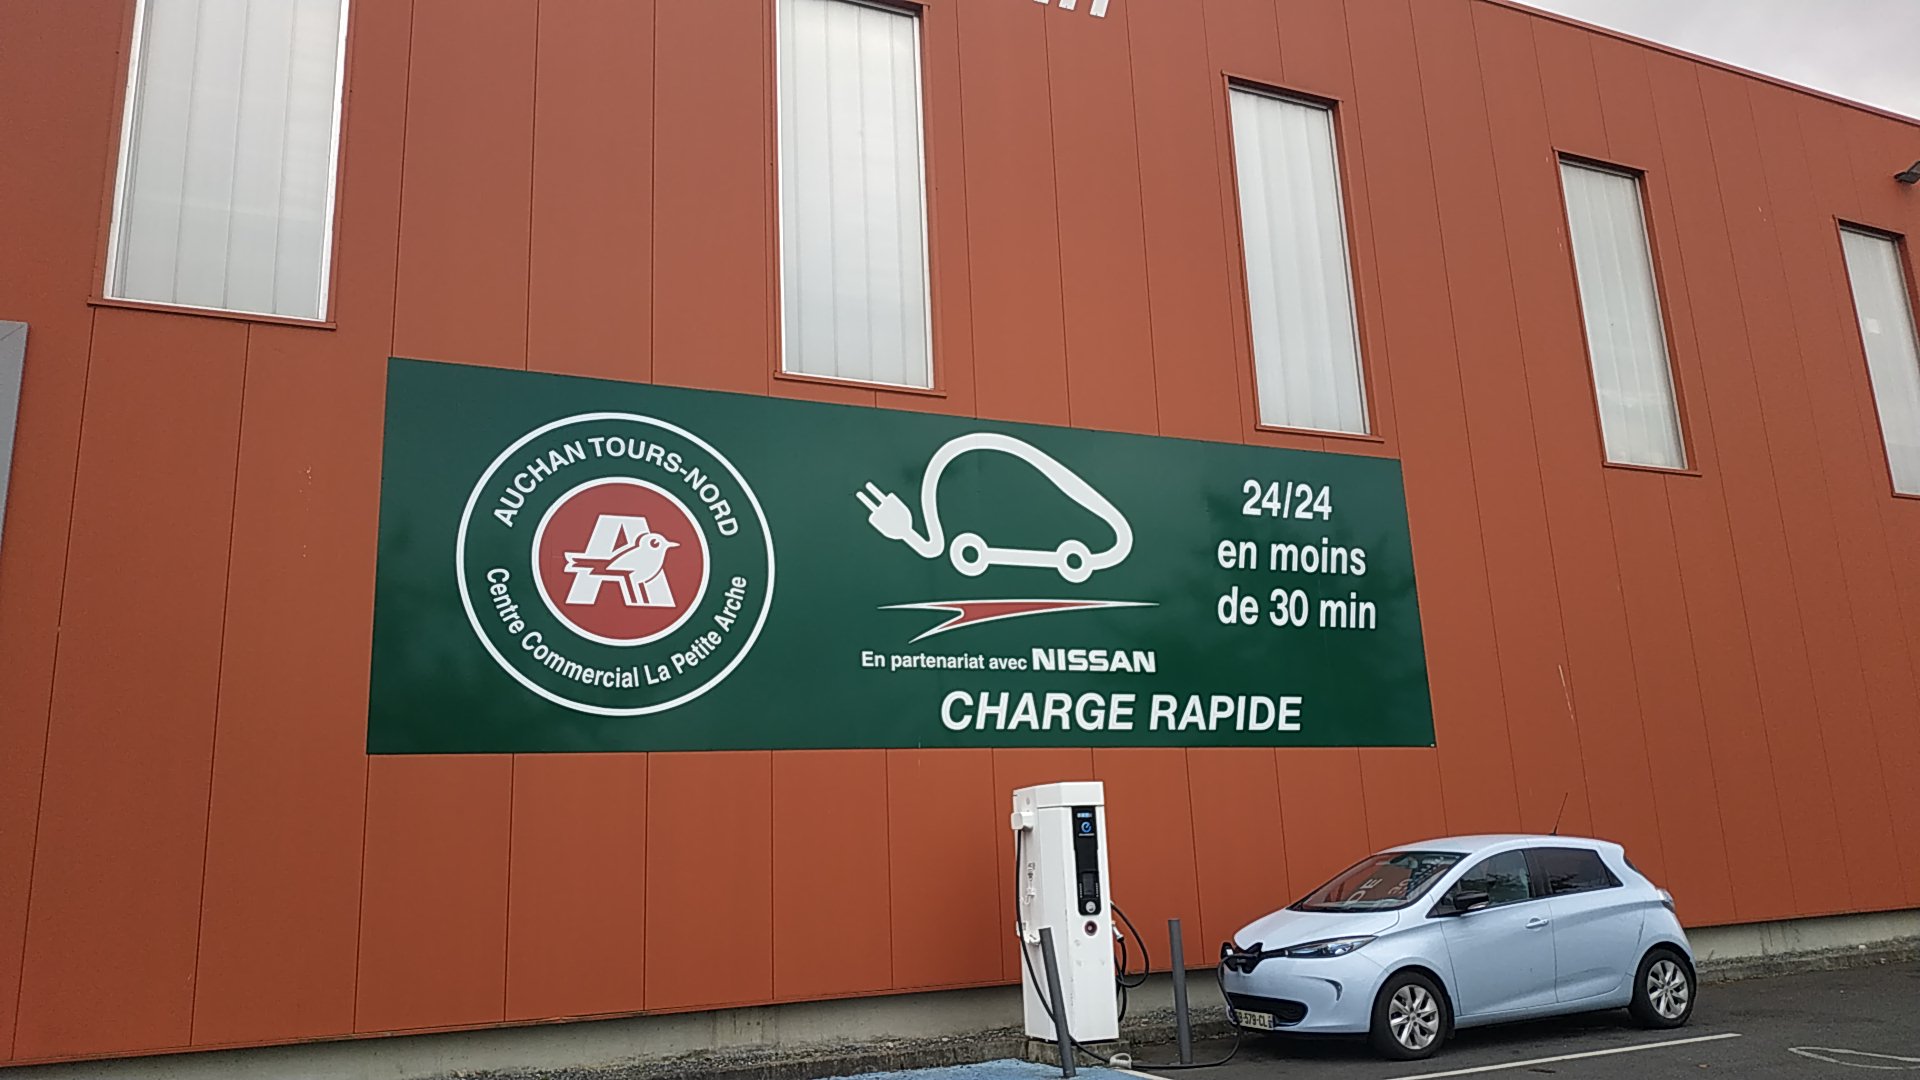 AUCHAN TOURS-NORD
A
Centre Commercial La Petite Arche
24/24
en moins
de 30 min
En partenariat avec NISSAN
CHARGE RAPIDE